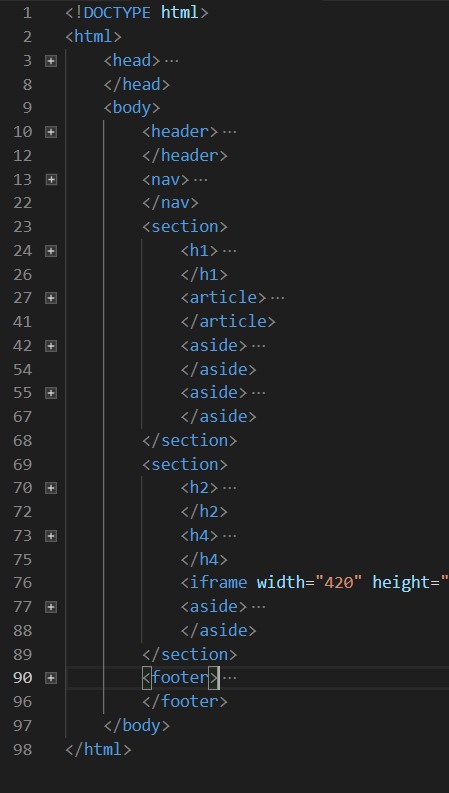 1 <!DOCTYPE html>
2 <html>
3 <head> ···
8 </head>
9 <body>
10 <header> ···
12 </header>
13 <nav> ···
22 </nav>
23 <section>
24 <h1> ···
26 </h1>
27 <article> ···
41 </article>
42 <aside> ···
54 </aside>
55 <aside> ···
67 </aside>
68 </section>
69 <section>
70 <h2> ···
72 </h2>
73 <h4> ···
75 </h4>
76 <iframe width="420" height="
77 <aside> ···
88 </aside>
89 </section>
90 <footer> ···
96 </footer>
97 </body>
98 </html>